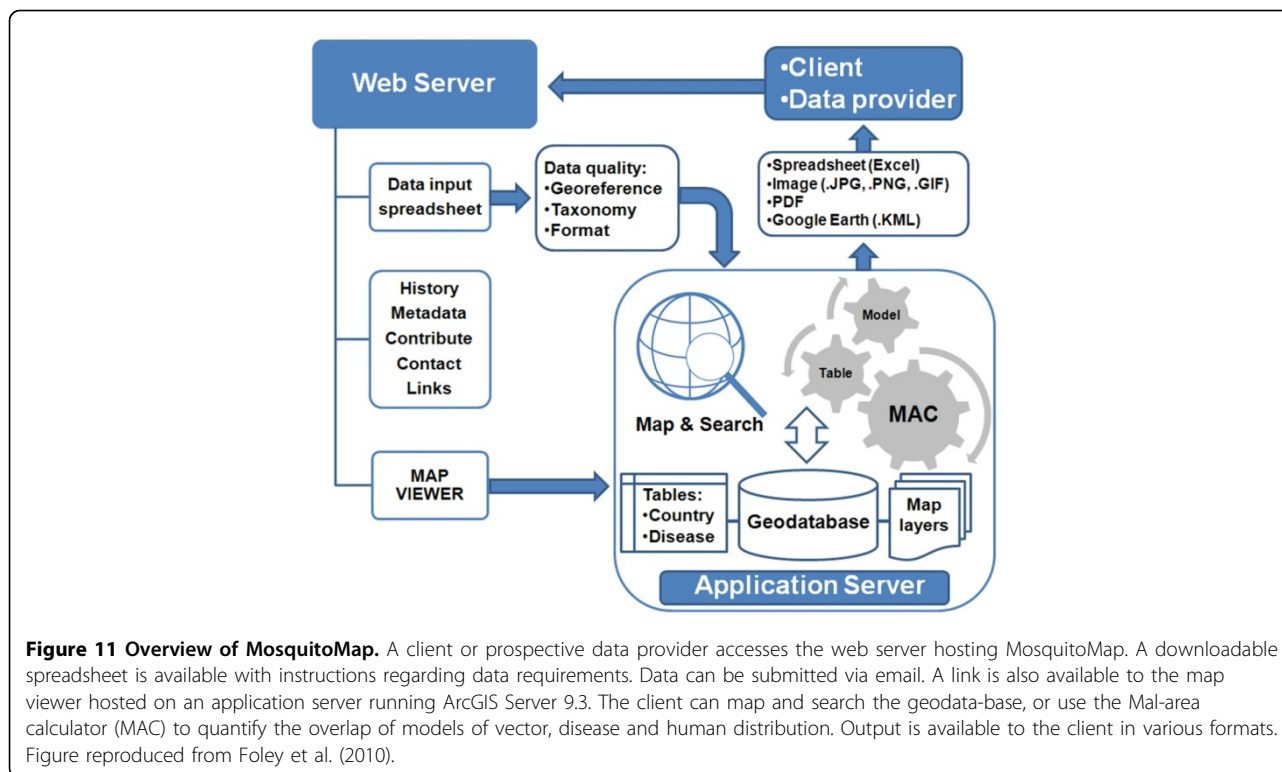 Web Server
•Client
•Data provider
Data input
spreadsheet
Data quality:
•Georeference
•Taxonomy
•Format
•Spreadsheet (Excel)
•Image (.JPG, .PNG, .GIF)
•PDF
•Google Earth (.KML)
History
Metadata
Contribute
Contact
Links
Model
Table
MAC
Map & Search
MAP
VIEWER
Tables:
•Country
•Disease
Geodatabase
Map
layers
Application Server
Figure 11 Overview of MosquitoMap. A client or prospective data provider accesses the web server hosting MosquitoMap. A downloadable
spreadsheet is available with instructions regarding data requirements. Data can be submitted via email. A link is also available to the map
viewer hosted on an application server running ArcGIS Server 9.3. The client can map and search the geodata-base, or use the Mal-area
calculator (MAC) to quantify the overlap of models of vector, disease and human distribution. Output is available to the client in various formats.
Figure reproduced from Foley et al. (2010).